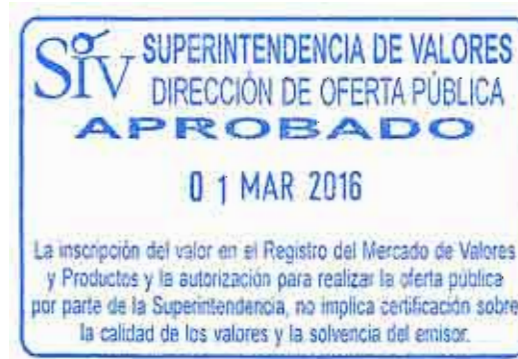 SIV SUPERINTENDENCIA DE VALORES
DIRECCIÓN DE OFERTA PÚBLICA
APROBADO
01 MAR 2016
La inscripción del valor en el Registro del Mercado de Valores
y Productos y la autorización para realizar la oferta pública
por parte de la Superintendencia, no implica certificación sobre
la calidad de los valores y la solvencia del emisor.